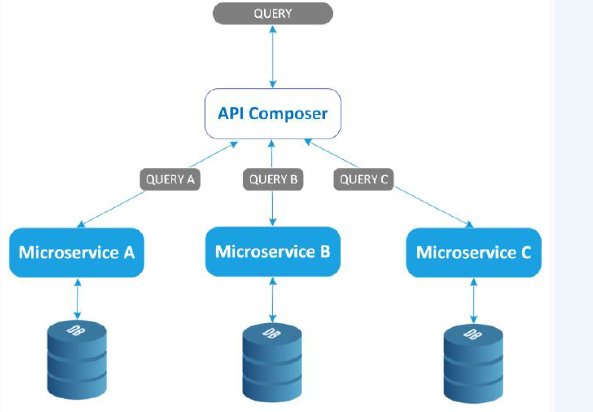 QUERY
API Composer
QUERY A
QUERY B
QUERY C
Microservice A
Microservice B
Microservice C
DB
DB
DB